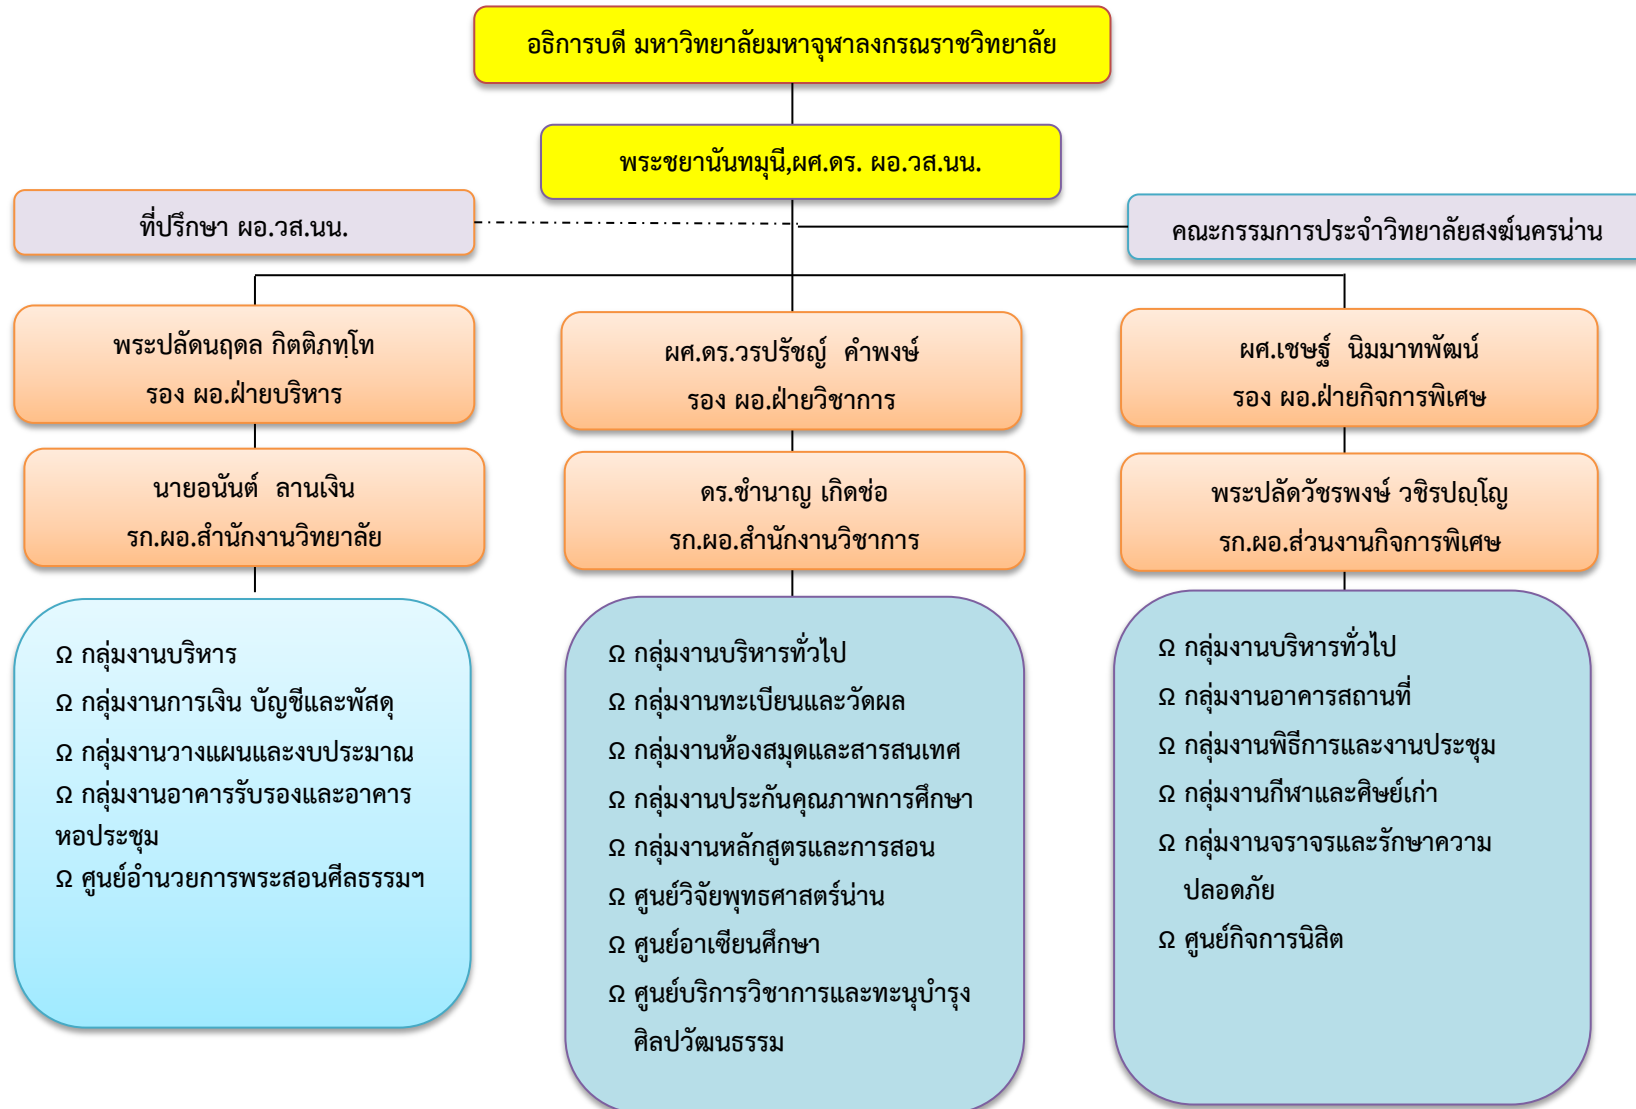 อธิการบดี มหาวิทยาลัยมหาจุฬาลงกรณราชวิทยาลัย
พระชยานันทมุนี,ผศ.ดร. ผอ.วส.นน.
ที่ปรึกษา ผอ.วส.นน.
คณะกรรมการประจำวิทยาลัยสงฆ์นครน่าน
พระปลัดนฤดล กิตติภทฺโท
รอง ผอ.ฝ่ายบริหาร
ผศ.ดร.วรปรัชญ์ คำพงษ์
รอง ผอ.ฝ่ายวิชาการ
ผศ.เชษฐ์ นิมมาทพัฒน์
รอง ผอ.ฝ่ายกิจการพิเศษ
นายอนันต์ ลานเงิน
รก.ผอ.สำนักงานวิทยาลัย
ดร.ชำนาญ เกิดช่อ
รก.ผอ.สำนักงานวิชาการ
พระปลัดวัชรพงษ์ วชิรปญฺโญ
รก.ผอ.ส่วนงานกิจการพิเศษ
Ω กลุ่มงานบริหาร
Ω กลุ่มงานการเงิน บัญชีและพัสดุ
Ω กลุ่มงานวางแผนและงบประมาณ
Ω กลุ่มงานอาคารรับรองและอาคาร
หอประชุม
Ω ศูนย์อำนวยการพระสอนศีลธรรมฯ
Ω กลุ่มงานบริหารทั่วไป
Ω กลุ่มงานทะเบียนและวัดผล
Ω กลุ่มงานห้องสมุดและสารสนเทศ
Ω กลุ่มงานประกันคุณภาพการศึกษา
Ω กลุ่มงานหลักสูตรและการสอน
Ω ศูนย์วิจัยพุทธศาสตร์น่าน
Ω ศูนย์อาเซียนศึกษา
Ω ศูนย์บริการวิชาการและทะนุบำรุง
ศิลปวัฒนธรรม
Ω กลุ่มงานบริหารทั่วไป
Ω กลุ่มงานอาคารสถานที่
Ω กลุ่มงานพิธีการและงานประชุม
Ω กลุ่มงานกีฬาและศิษย์เก่า
Ω กลุ่มงานจราจรและรักษาความ
ปลอดภัย
Ω ศูนย์กิจการนิสิต